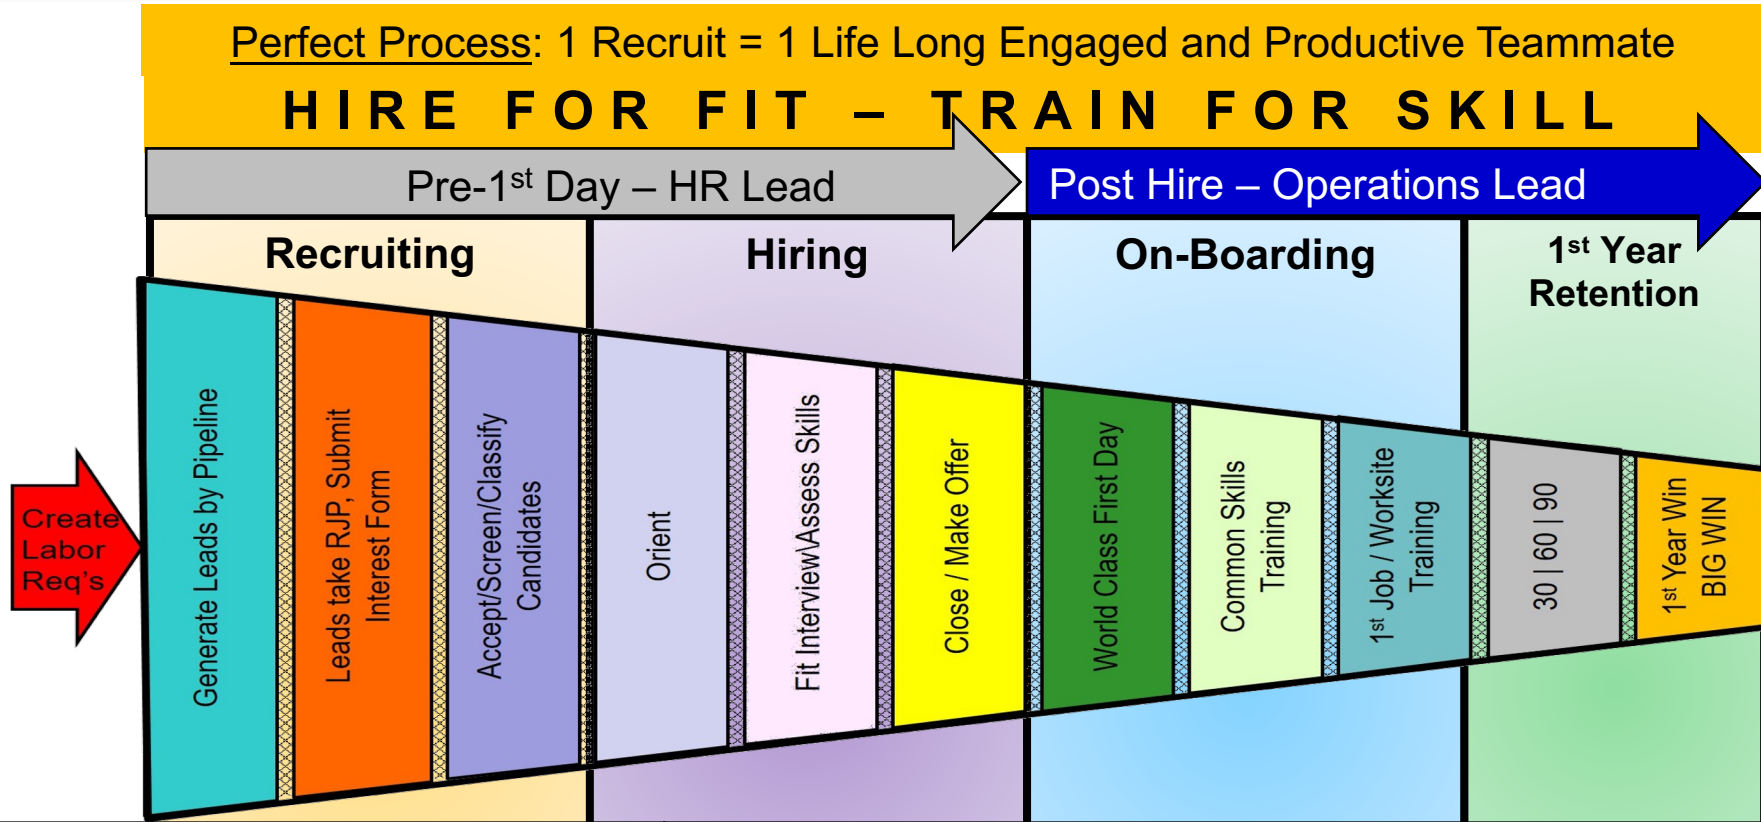 Perfect Process: 1 Recruit = 1 Life Long Engaged and Productive Teammate
HIRE FOR FIT – TRAIN FOR SKILL
Pre-1st Day – HR Lead
Post Hire – Operations Lead
Recruiting
Hiring
On-Boarding
1st Year
Retention
Create
Labor
Req's
Generate Leads by Pipeline
Leads take RJP, Submit
Interest Form
Accept/Screen/Classify
Candidates
Orient
Fit Interview\Assess Skills
Close / Make Offer
World Class First Day
Common Skills
Training
1st Job / Worksite
Training
30 | 60 | 90
1st Year Win
BIG WIN